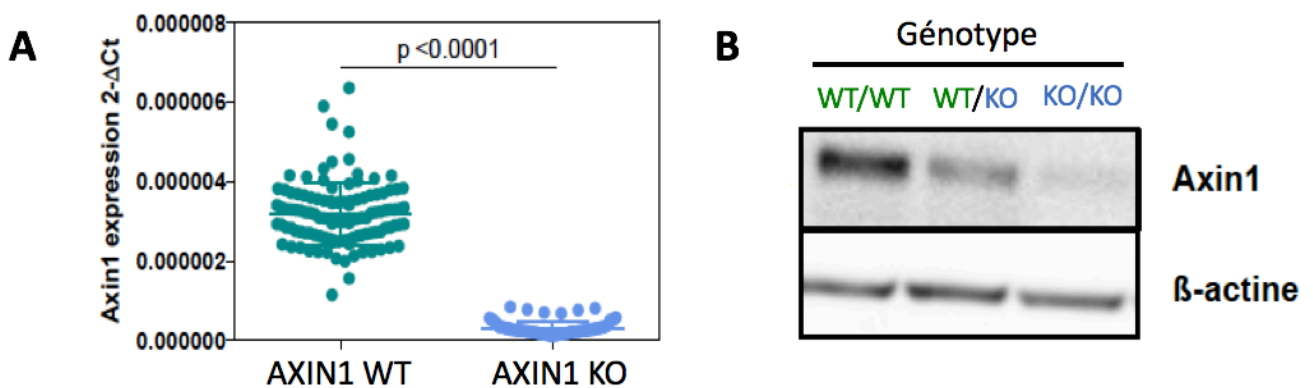 A
Axin1 expression 2-ΔCt
0.000008
0.000006
0.000004
0.000002
0.000000
p <0.0001
AXIN1 WT
AXIN1 KO
B
Génotype
WT/WT WT/KO KO/KO
Axin1
ß-actine